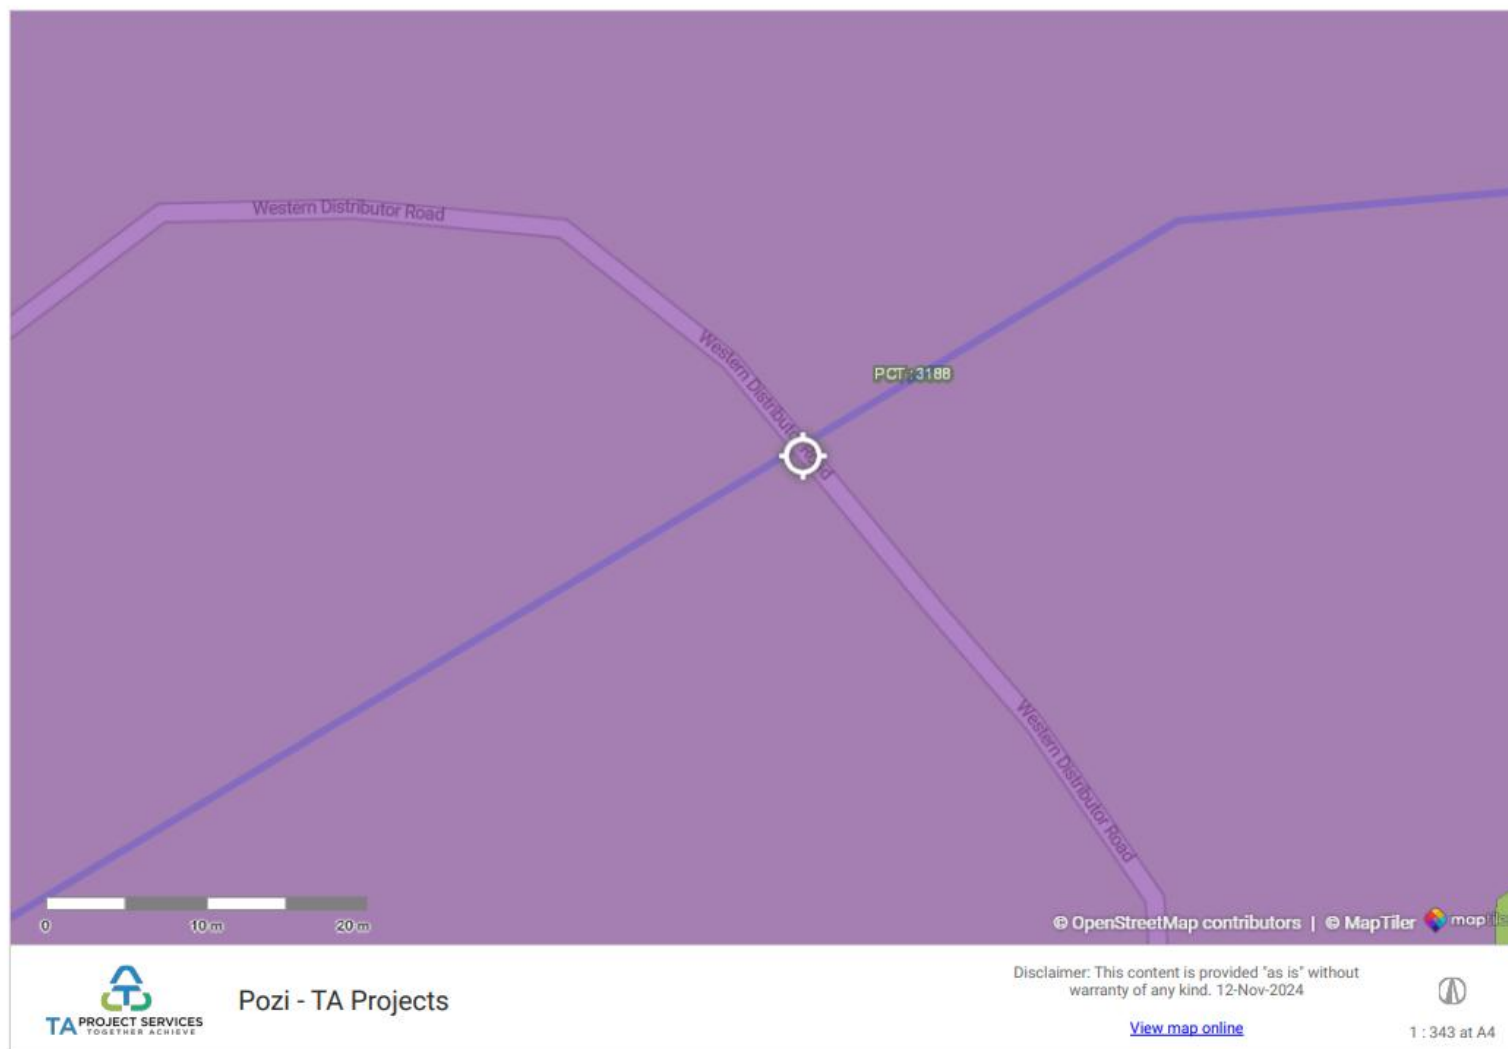 Western Distributor Road
Western Distributor Road
PCT : 3188
Western Distributor Road
0 10 m 20 m
© OpenStreetMap contributors | © MapTiler maptiler
TA PROJECT SERVICES
TOGETHER ACHIEVE
Pozi - TA Projects
Disclaimer: This content is provided "as is" without
warranty of any kind. 12-Nov-2024
View map online
1 : 343 at A4